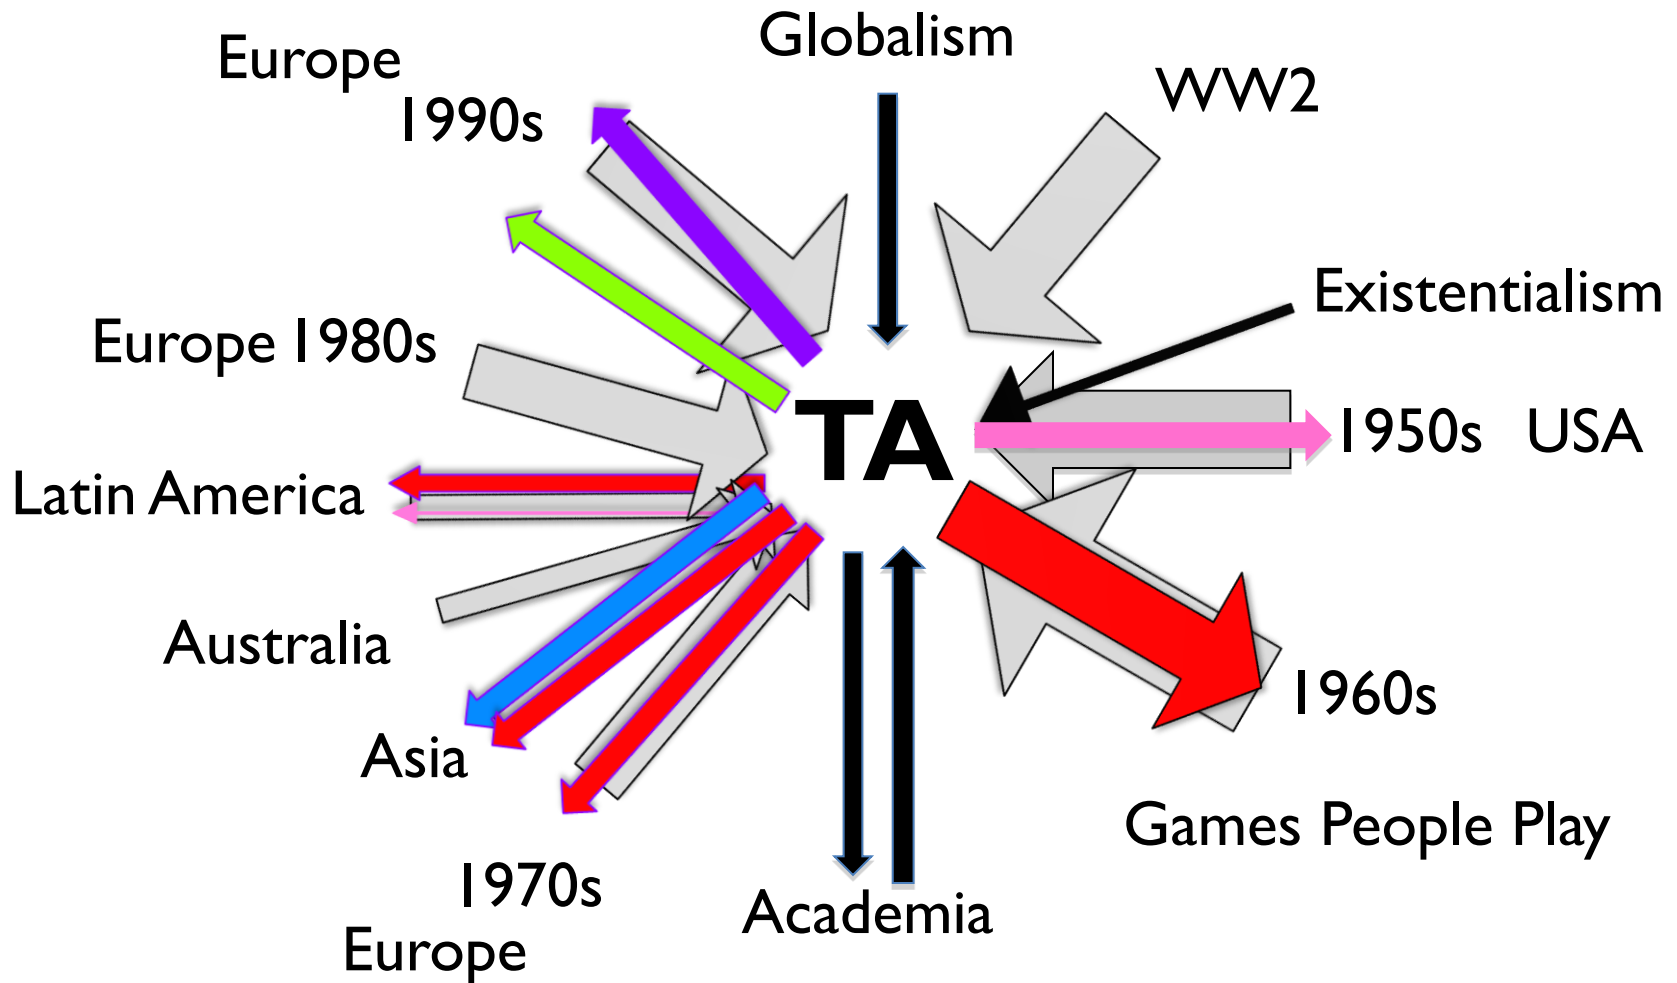 Globalism
Europe
WW2
1990s
Existentialism
Europe 1980s
TA
1950s USA
Latin America
Australia
1960s
Asia
Games People Play
1970s
Academia
Europe